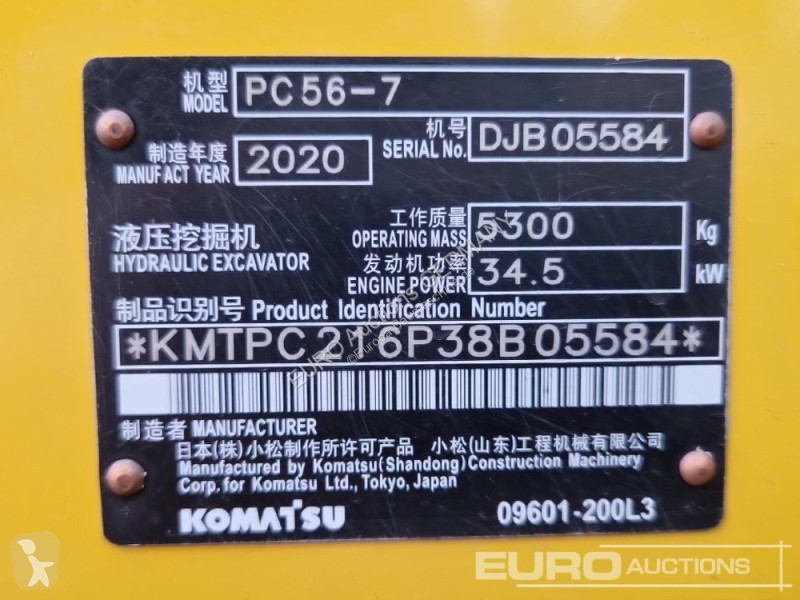 机型
MODEL PC56-7
机号
SERIAL No. DJB05584
制造年度
MANUFACT YEAR 2020
工作质量
OPERATING MASS 5300 Kg
液压挖掘机
HYDRAULIC EXCAVATOR
发动机功率
ENGINE POWER 34.5 kW
制品识别号 Product Identification Number
*KMTPC216P38B05584*
制造者 MANUFACTURER
日本(株)小松制作所许可产品 小松(山东)工程机械有限公司
Manufactured by Komatsu(Shandong)Construction Machinery
Corp.for Komatsu Ltd.,Tokyo,Japan
KOMATSU 09601-200L3
EURO Auctions GERMANY
EURO AUCTIONS